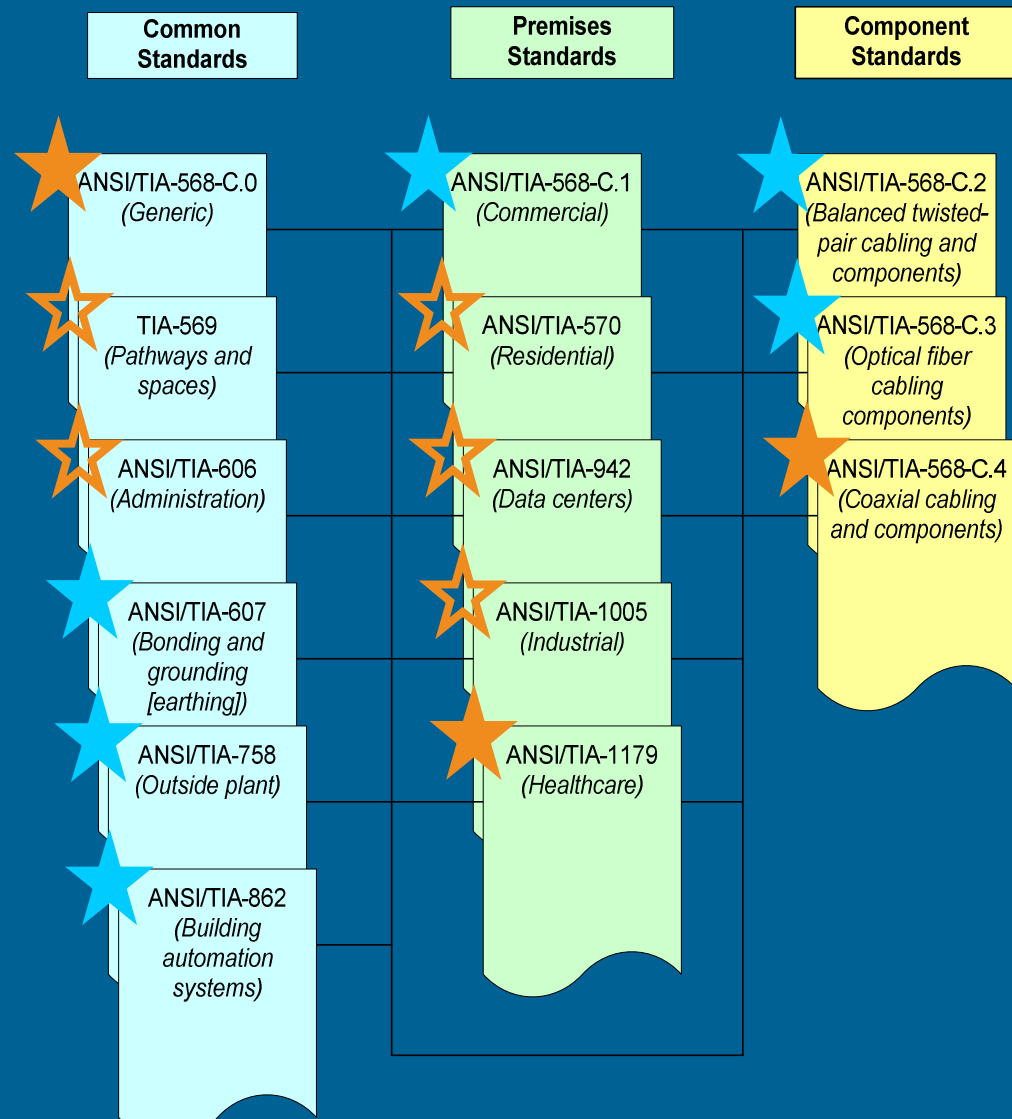 Common
Standards
Premises
Standards
Component
Standards
ANSI/TIA-568-C.0
(Generic)
TIA-569
(Pathways and
spaces)
ANSI/TIA-606
(Administration)
ANSI/TIA-607
(Bonding and
grounding
[earthing])
ANSI/TIA-758
(Outside plant)
ANSI/TIA-862
(Building
automation
systems)
ANSI/TIA-568-C.1
(Commercial)
ANSI/TIA-570
(Residential)
ANSI/TIA-942
(Data centers)
ANSI/TIA-1005
(Industrial)
ANSI/TIA-1179
(Healthcare)
ANSI/TIA-568-C.2
(Balanced twisted-
pair cabling and
components)
ANSI/TIA-568-C.3
(Optical fiber
cabling
components)
ANSI/TIA-568-C.4
(Coaxial cabling
and components)